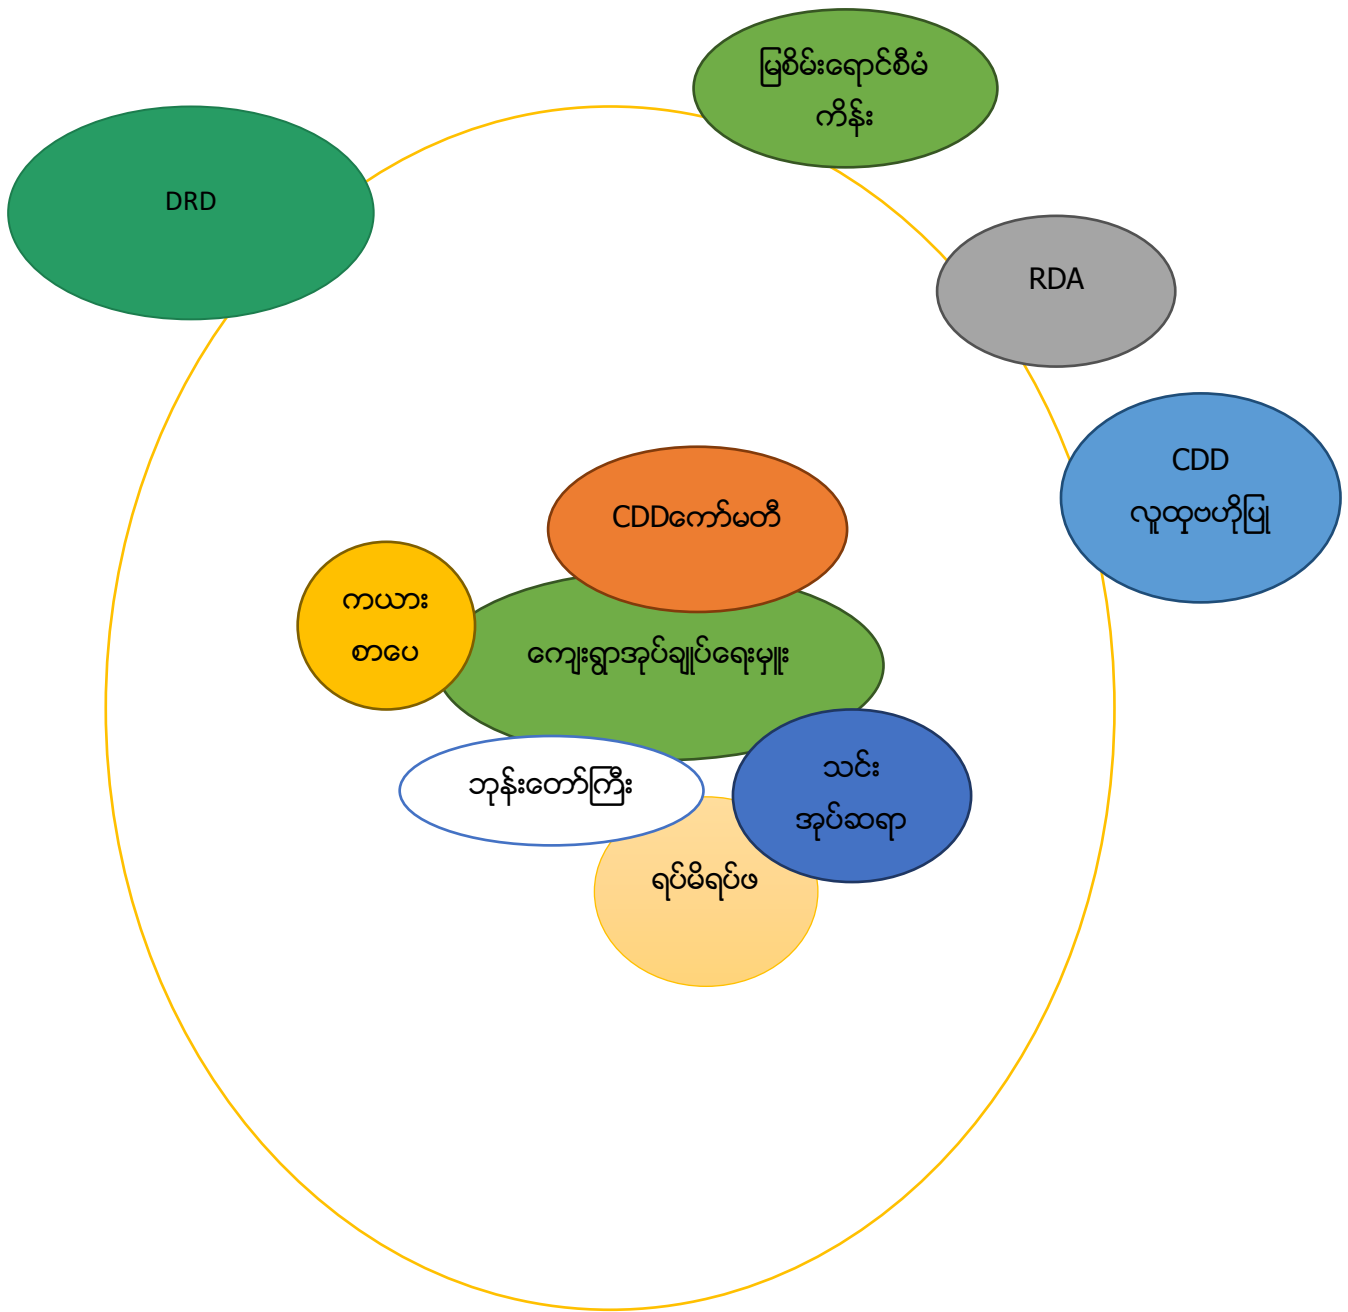 မြစိမ်းရောင်စီမံ
ကိန်း
DRD
RDA
CDD
လူထုဗဟိုပြု
CDDကော်မတီ
ကယား
စာပေ
ကျေးရွာအုပ်ချုပ်ရေးမှူး
ဘုန်းတော်ကြီး
သင်း
အုပ်ဆရာ
ရပ်မိရပ်ဖ